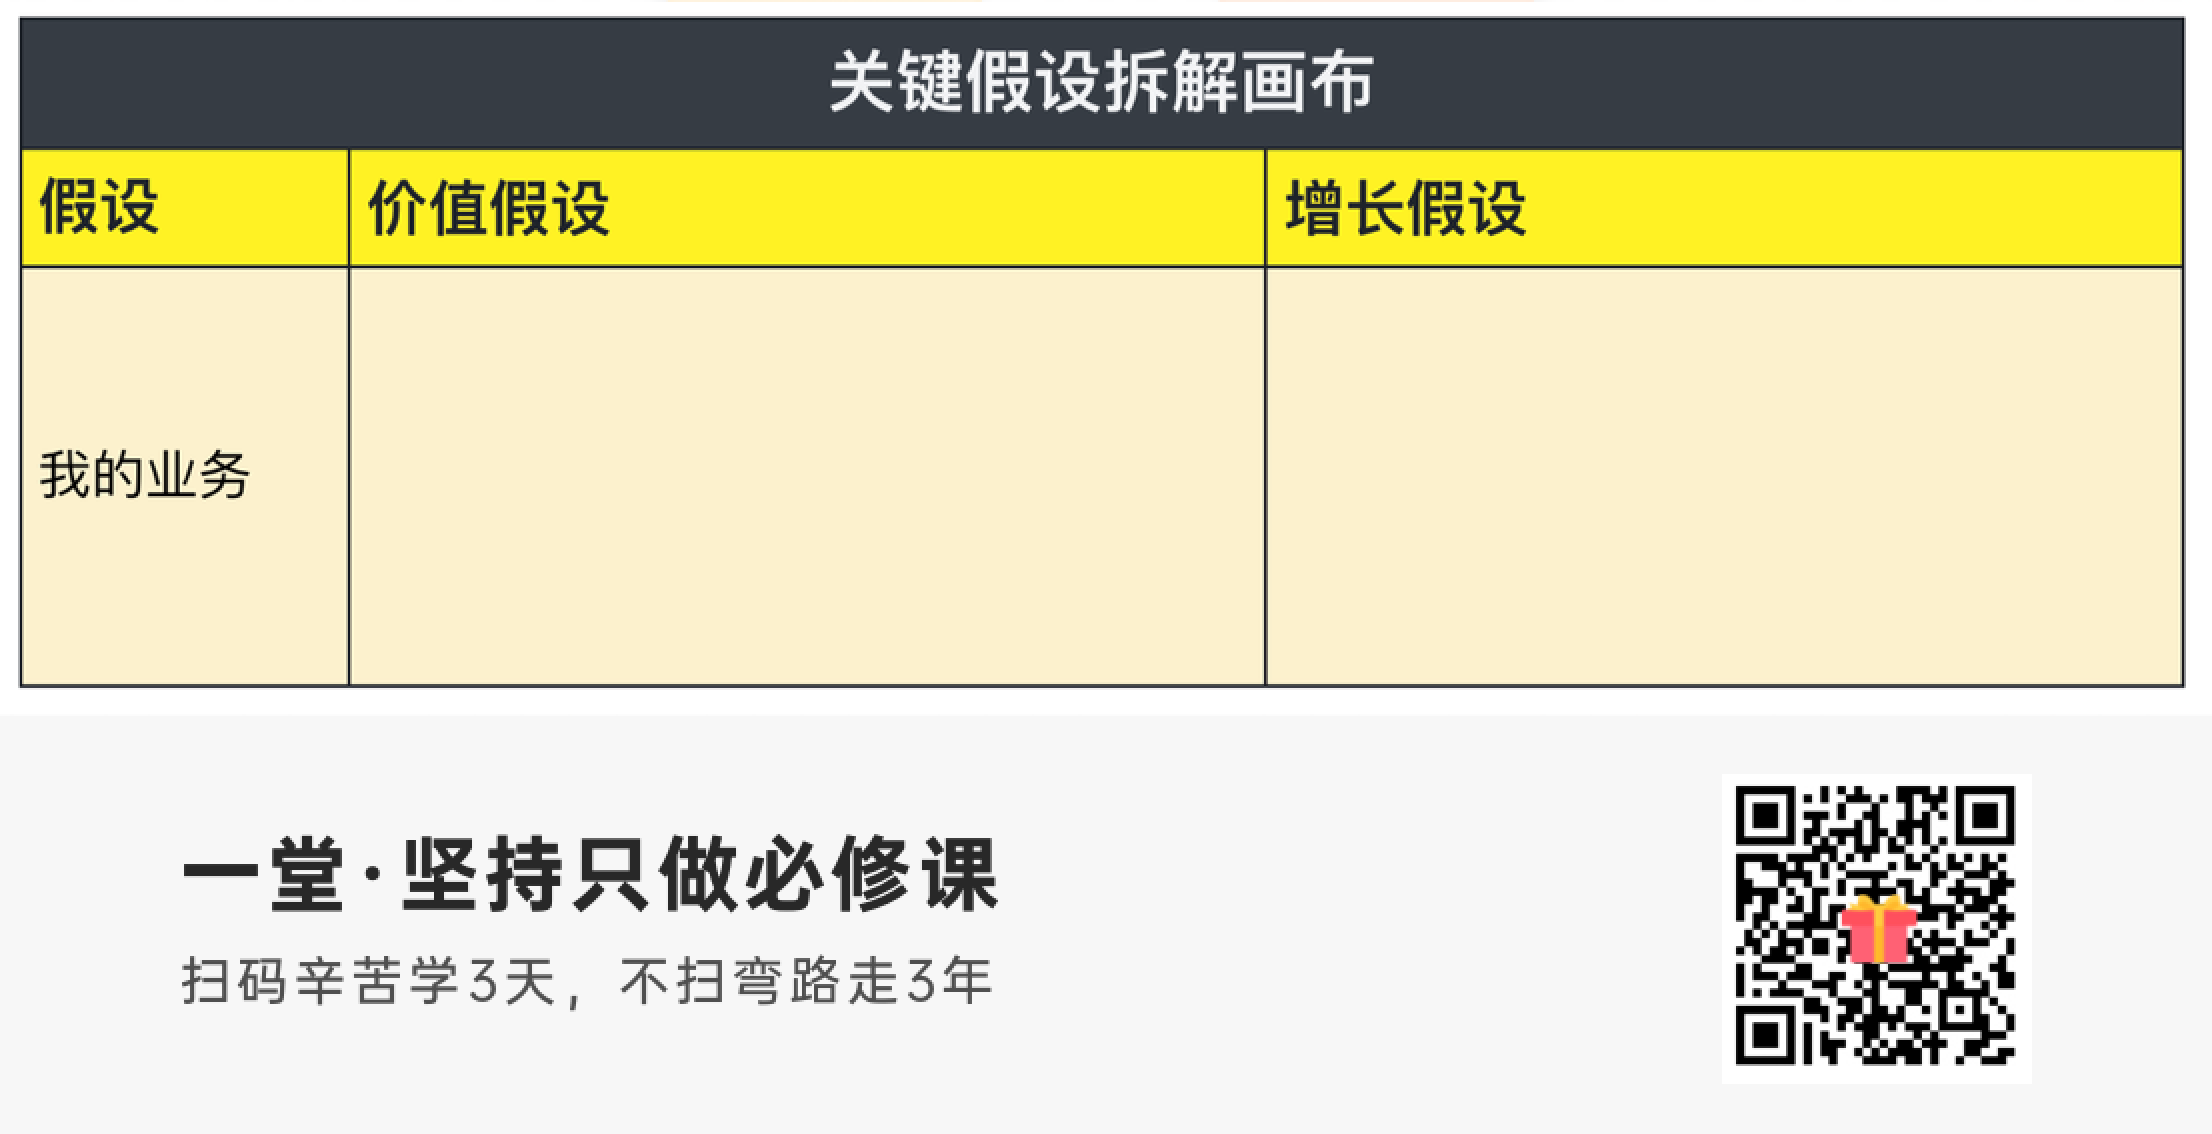 关键假设拆解画布
假设 价值假设 增长假设
我的业务
一堂·坚持只做必修课
扫码辛苦学3天，不扫弯路走3年